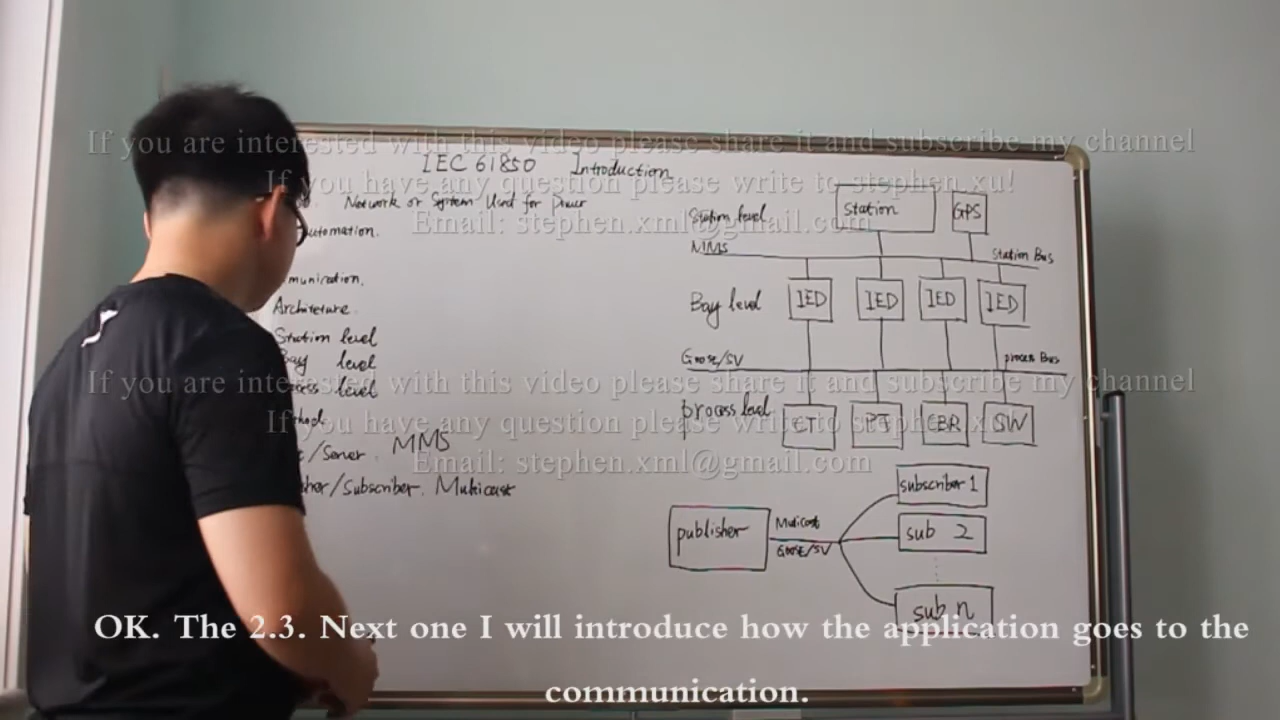 If you are interested with this video please share it and subscribe my channel
If you have any question please write to stephen xu!
Email: stephen.xml@gmail.com
IEC 61850 Introduction
Network or System Used for Power
utomation.
munication.
Architeture.
Station level
Bay level
cess level
thod
/Server. MMS
her/Subscriber. Multicast
Station level
Station
GPS
MMS
Station Bus
Bay level
IED
IED
IED
IED
Goose/SV
process Bus
process level
CT
PT
CBR
SW
If you are interested with this video please share it and subscribe my channel
If you have any question please write to stephen xu!
Email: stephen.xml@gmail.com
publisher
Multicast
GOOSE/SV
subscriber 1
sub 2
sub n
OK. The 2.3. Next one I will introduce how the application goes to the
communication.